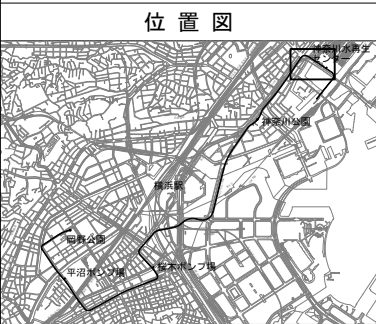 位置図
神奈川水再生
センター
神奈川公園
横浜駅
岡野公園
平沼ポンプ場
桜木ポンプ場